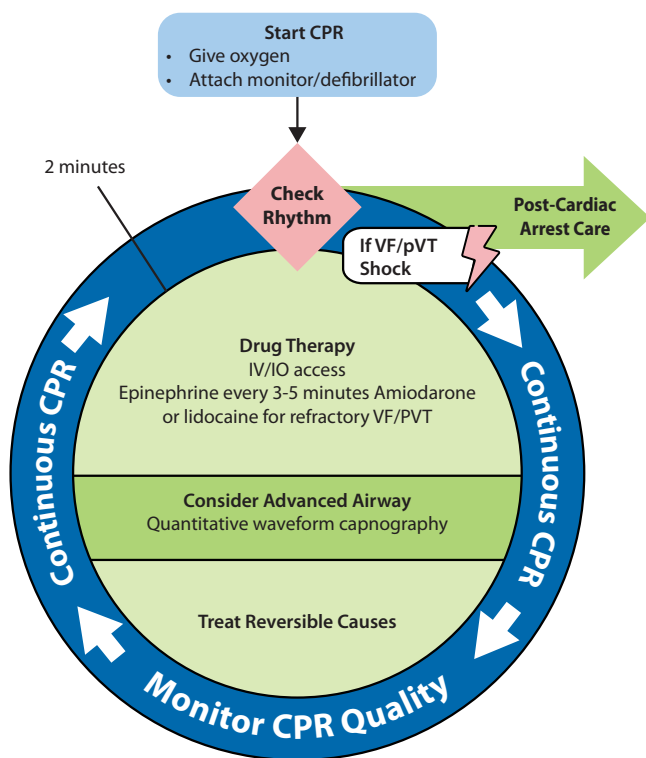 Start CPR
• Give oxygen
• Attach monitor/defibrillator
2 minutes
Check
Rhythm
Post-Cardiac
Arrest Care
If VF/pVT
Shock
Drug Therapy
IV/IO access
Epinephrine every 3-5 minutes Amiodarone
or lidocaine for refractory VF/PVT
Consider Advanced Airway
Quantitative waveform capnography
Treat Reversible Causes
Continuous CPR
Monitor CPR Quality
Continuous CPR